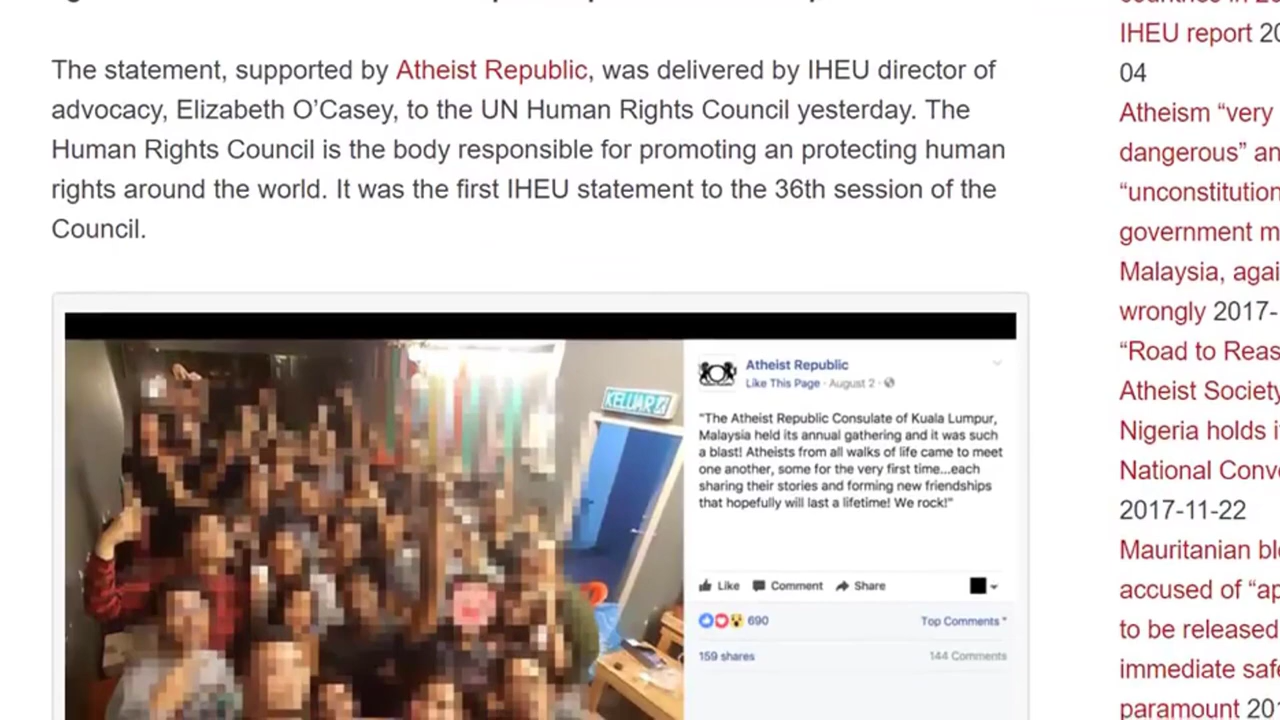 The statement, supported by Atheist Republic, was delivered by IHEU director of
advocacy, Elizabeth O’Casey, to the UN Human Rights Council yesterday. The
Human Rights Council is the body responsible for promoting an protecting human
rights around the world. It was the first IHEU statement to the 36th session of the
Council.
KELUAR
Atheist Republic
Like This Page · August 2 ·
"The Atheist Republic Consulate of Kuala Lumpur,
Malaysia held its annual gathering and it was such
a blast! Atheists from all walks of life came to meet
one another, some for the very first time...each
sharing their stories and forming new friendships
that hopefully will last a lifetime! We rock!"
Like Comment Share
690 Top Comments
159 shares 144 Comments
IHEU report 20
04
Atheism “very
dangerous” an
“unconstitution
government m
Malaysia, agai
wrongly 2017-
“Road to Reas
Atheist Society
Nigeria holds i
National Conv
2017-11-22
Mauritanian bl
accused of “ap
to be released
immediate safe
paramount 201